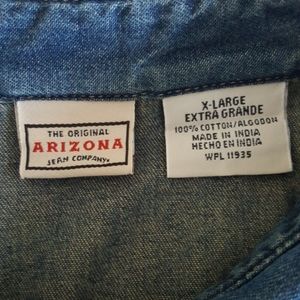 THE ORIGINAL
ARIZONA
JEAN COMPANY®
X-LARGE
EXTRA GRANDE
100% COTTON/ALGODON
MADE IN INDIA
HECHO EN INDIA
WPL 11935